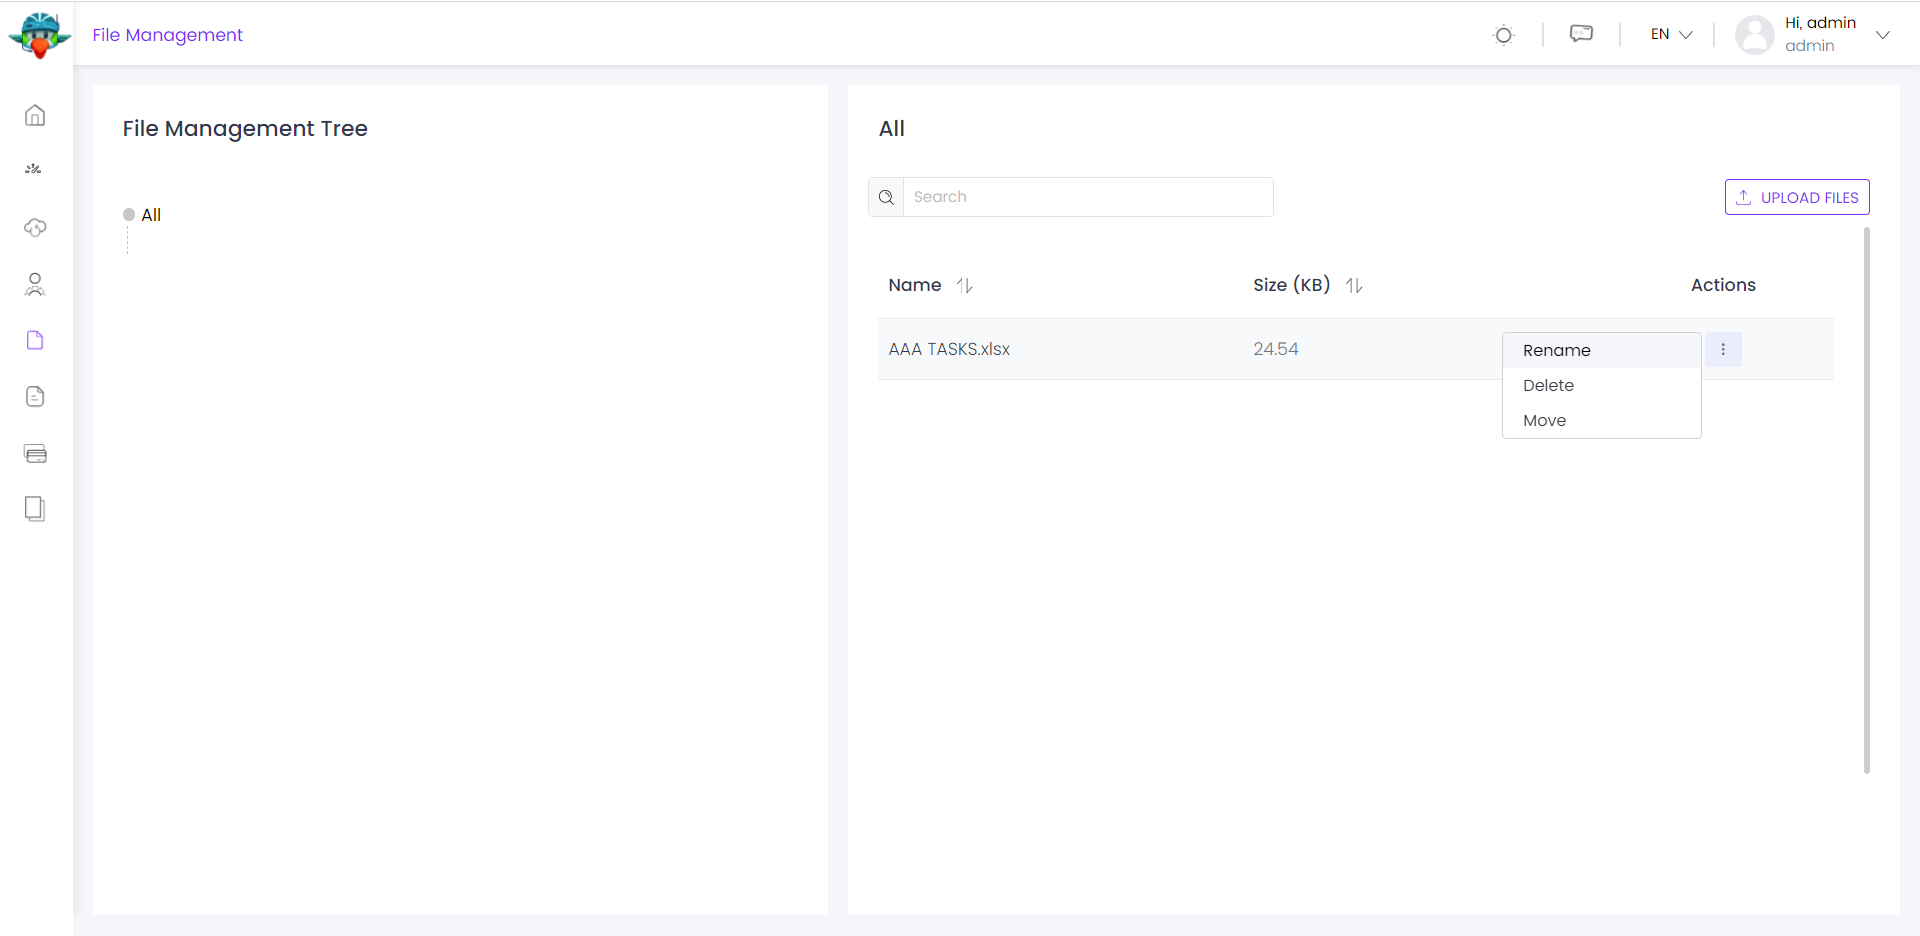 File Management
EN
Hi, admin
admin
File Management Tree
All
All
Search
UPLOAD FILES
Name
Size (KB)
Actions
AAA TASKS.xlsx
24.54
Rename
Delete
Move